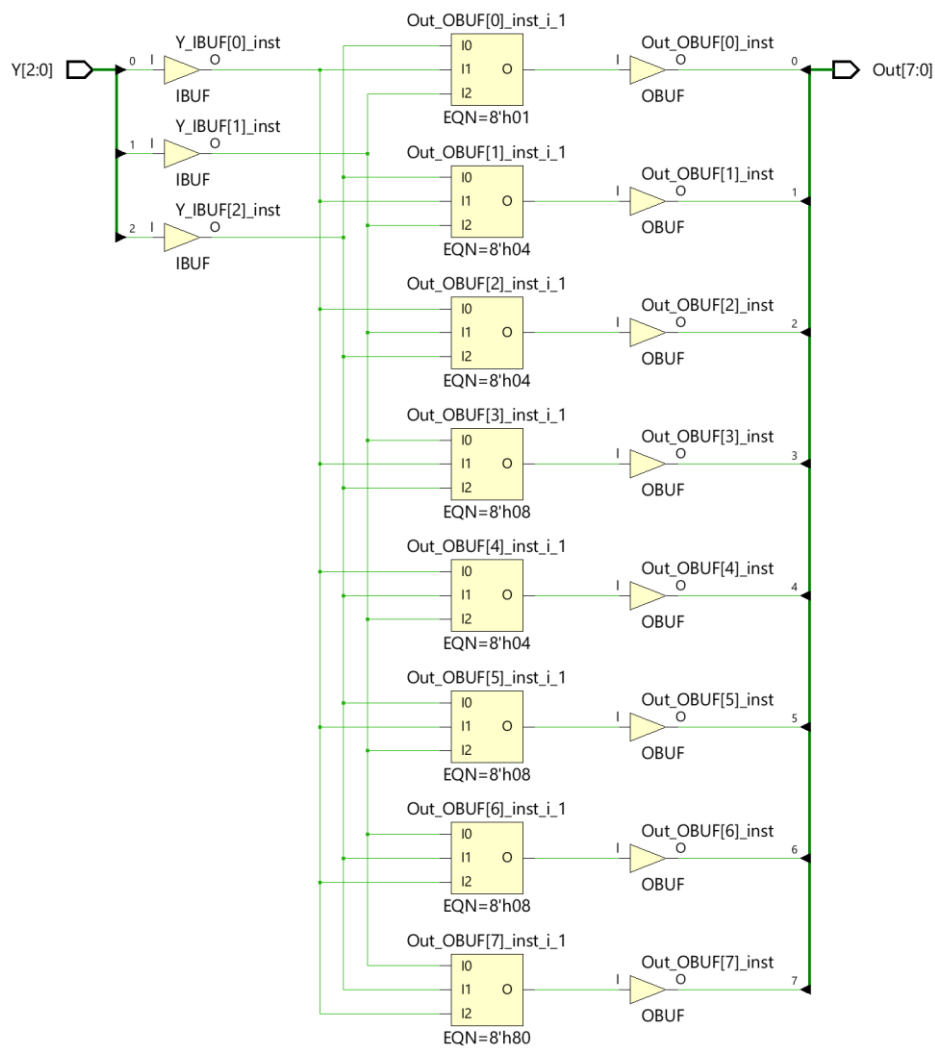 Y[2:0]
0
I
Y_IBUF[0]_inst
O
IBUF
1
I
Y_IBUF[1]_inst
O
IBUF
2
I
Y_IBUF[2]_inst
O
IBUF
Out_OBUF[0]_inst_i_1
I0
I1 O
I2
EQN=8'h01
Out_OBUF[1]_inst_i_1
I0
I1 O
I2
EQN=8'h04
Out_OBUF[2]_inst_i_1
I0
I1 O
I2
EQN=8'h04
Out_OBUF[3]_inst_i_1
I0
I1 O
I2
EQN=8'h08
Out_OBUF[4]_inst_i_1
I0
I1 O
I2
EQN=8'h04
Out_OBUF[5]_inst_i_1
I0
I1 O
I2
EQN=8'h08
Out_OBUF[6]_inst_i_1
I0
I1 O
I2
EQN=8'h08
Out_OBUF[7]_inst_i_1
I0
I1 O
I2
EQN=8'h80
Out_OBUF[0]_inst
I O 0
OBUF
Out_OBUF[1]_inst
I O 1
OBUF
Out_OBUF[2]_inst
I O 2
OBUF
Out_OBUF[3]_inst
I O 3
OBUF
Out_OBUF[4]_inst
I O 4
OBUF
Out_OBUF[5]_inst
I O 5
OBUF
Out_OBUF[6]_inst
I O 6
OBUF
Out_OBUF[7]_inst
I O 7
OBUF
Out[7:0]